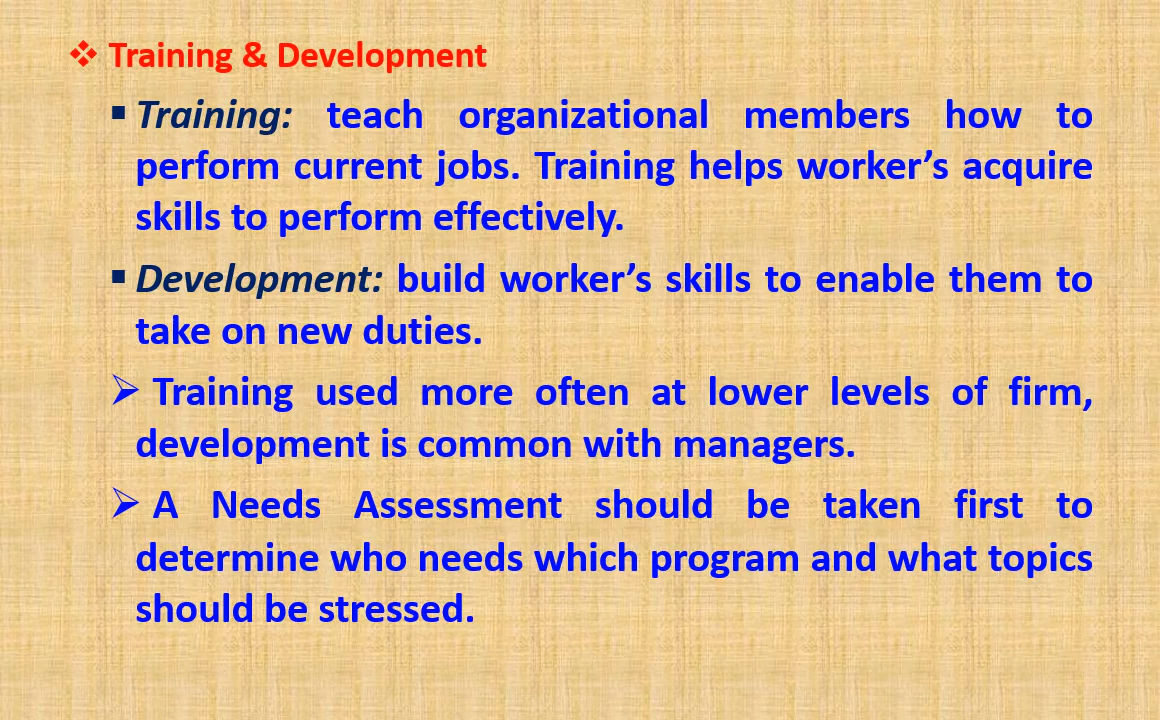 ❖ Training & Development
▪ Training: teach organizational members how to
perform current jobs. Training helps worker’s acquire
skills to perform effectively.
▪ Development: build worker’s skills to enable them to
take on new duties.
➢ Training used more often at lower levels of firm,
development is common with managers.
➢ A Needs Assessment should be taken first to
determine who needs which program and what topics
should be stressed.